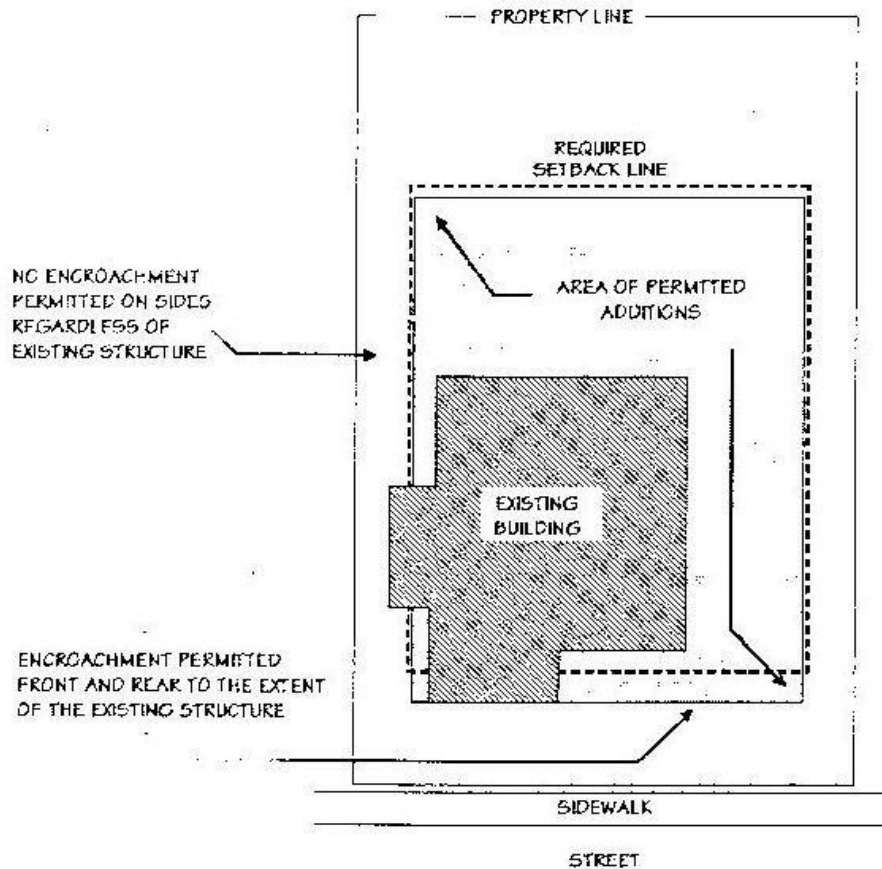 PROPERTY LINE
REQUIRED
SETBACK LINE
NO ENCROACHMENT
PERMITTED ON SIDES
REGARDLESS OF
EXISTING STRUCTURE
AREA OF PERMITTED
ADDITIONS
EXISTING
BUILDING
ENCROACHMENT PERMITTED
FRONT AND REAR TO THE EXTENT
OF THE EXISTING STRUCTURE
SIDEWALK
STREET